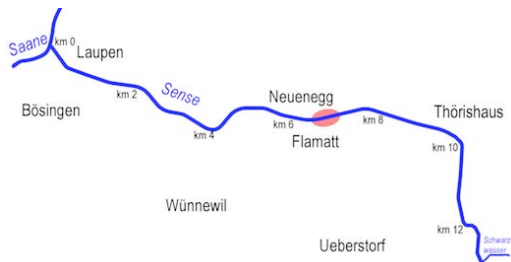 Saane
km 0
Laupen
Bösingen
km 2
Sense
km 4
Neuenegg
km 6
Flamatt
km 8
Thörishaus
km 10
Wünnewil
km 12
Ueberstorf
Schwarz
wasser